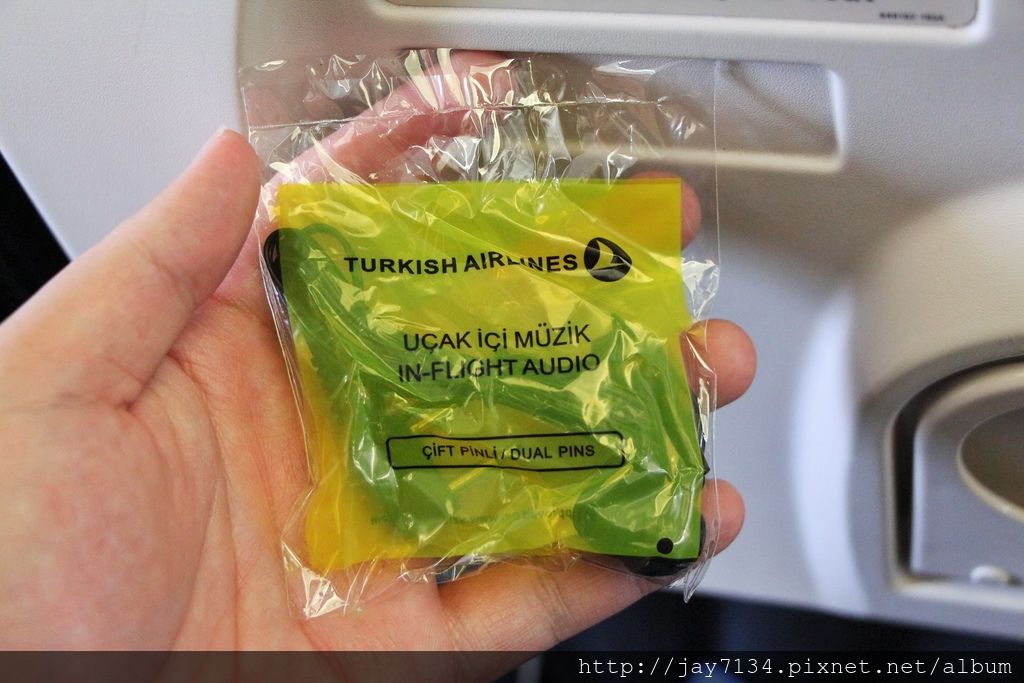 TURKISH AIRLINES
UÇAK İÇİ MÜZİK
IN-FLIGHT AUDIO
ÇİFT PİNLİ / DUAL PINS
http://jay7134.pixnet.net/album